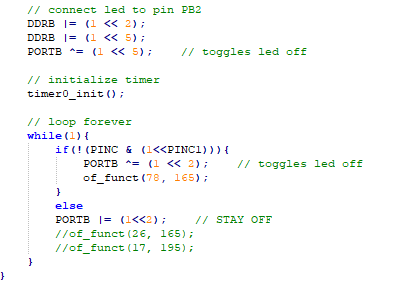 // connect led to pin PB2
DDRB |= (1 << 2);
DDRB |= (1 << 5);
PORTB ^= (1 << 5);    // toggles led off
// initialize timer
timer0_init();
// loop forever
while(1){
if(!(PINC & (1<<PINC1))){
PORTB ^= (1 << 2);    // toggles led off
of_funct(78, 165);
}
else
PORTB |= (1<<2);    // STAY OFF
//of_funct(26, 165);
//of_funct(17, 195);
}
}